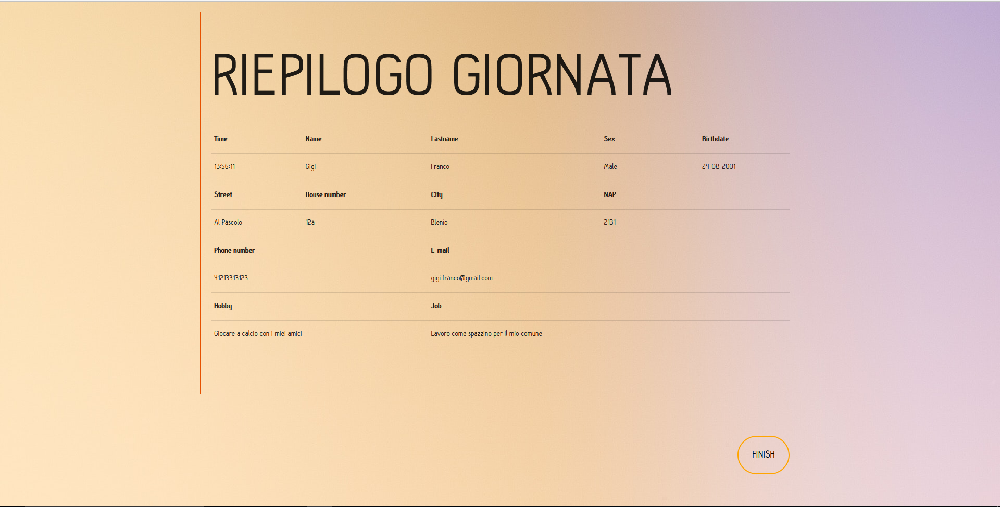 RIEPILOGO GIORNATA
Time Name Lastname Sex Birthdate
13:56:11 Gigi Franco Male 24-08-2001
Street House number City NAP
Al Pascolo 12a Blenio 2131
Phone number E-mail
41213313123 gigi.franco@gmail.com
Hobby Job
Giocare a calcio con i miei amici Lavoro come spazzino per il mio comune
FINISH